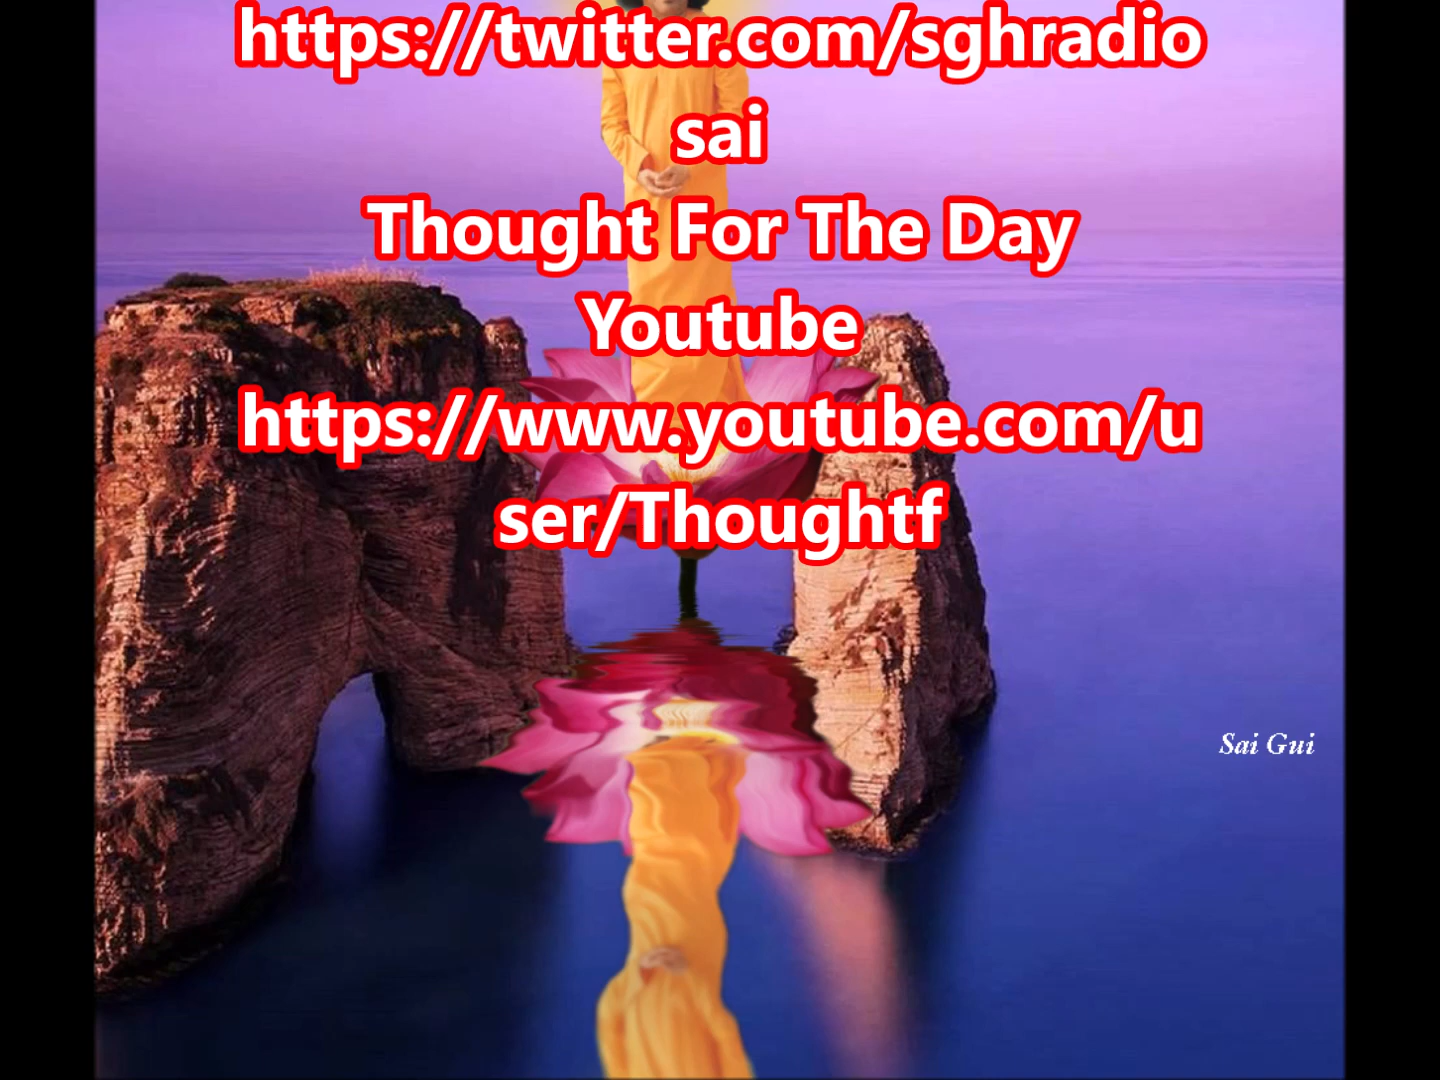 https://twitter.com/sghradio
sai
Thought For The Day
Youtube
https://www.youtube.com/u
ser/Thoughtf
Sai Gui